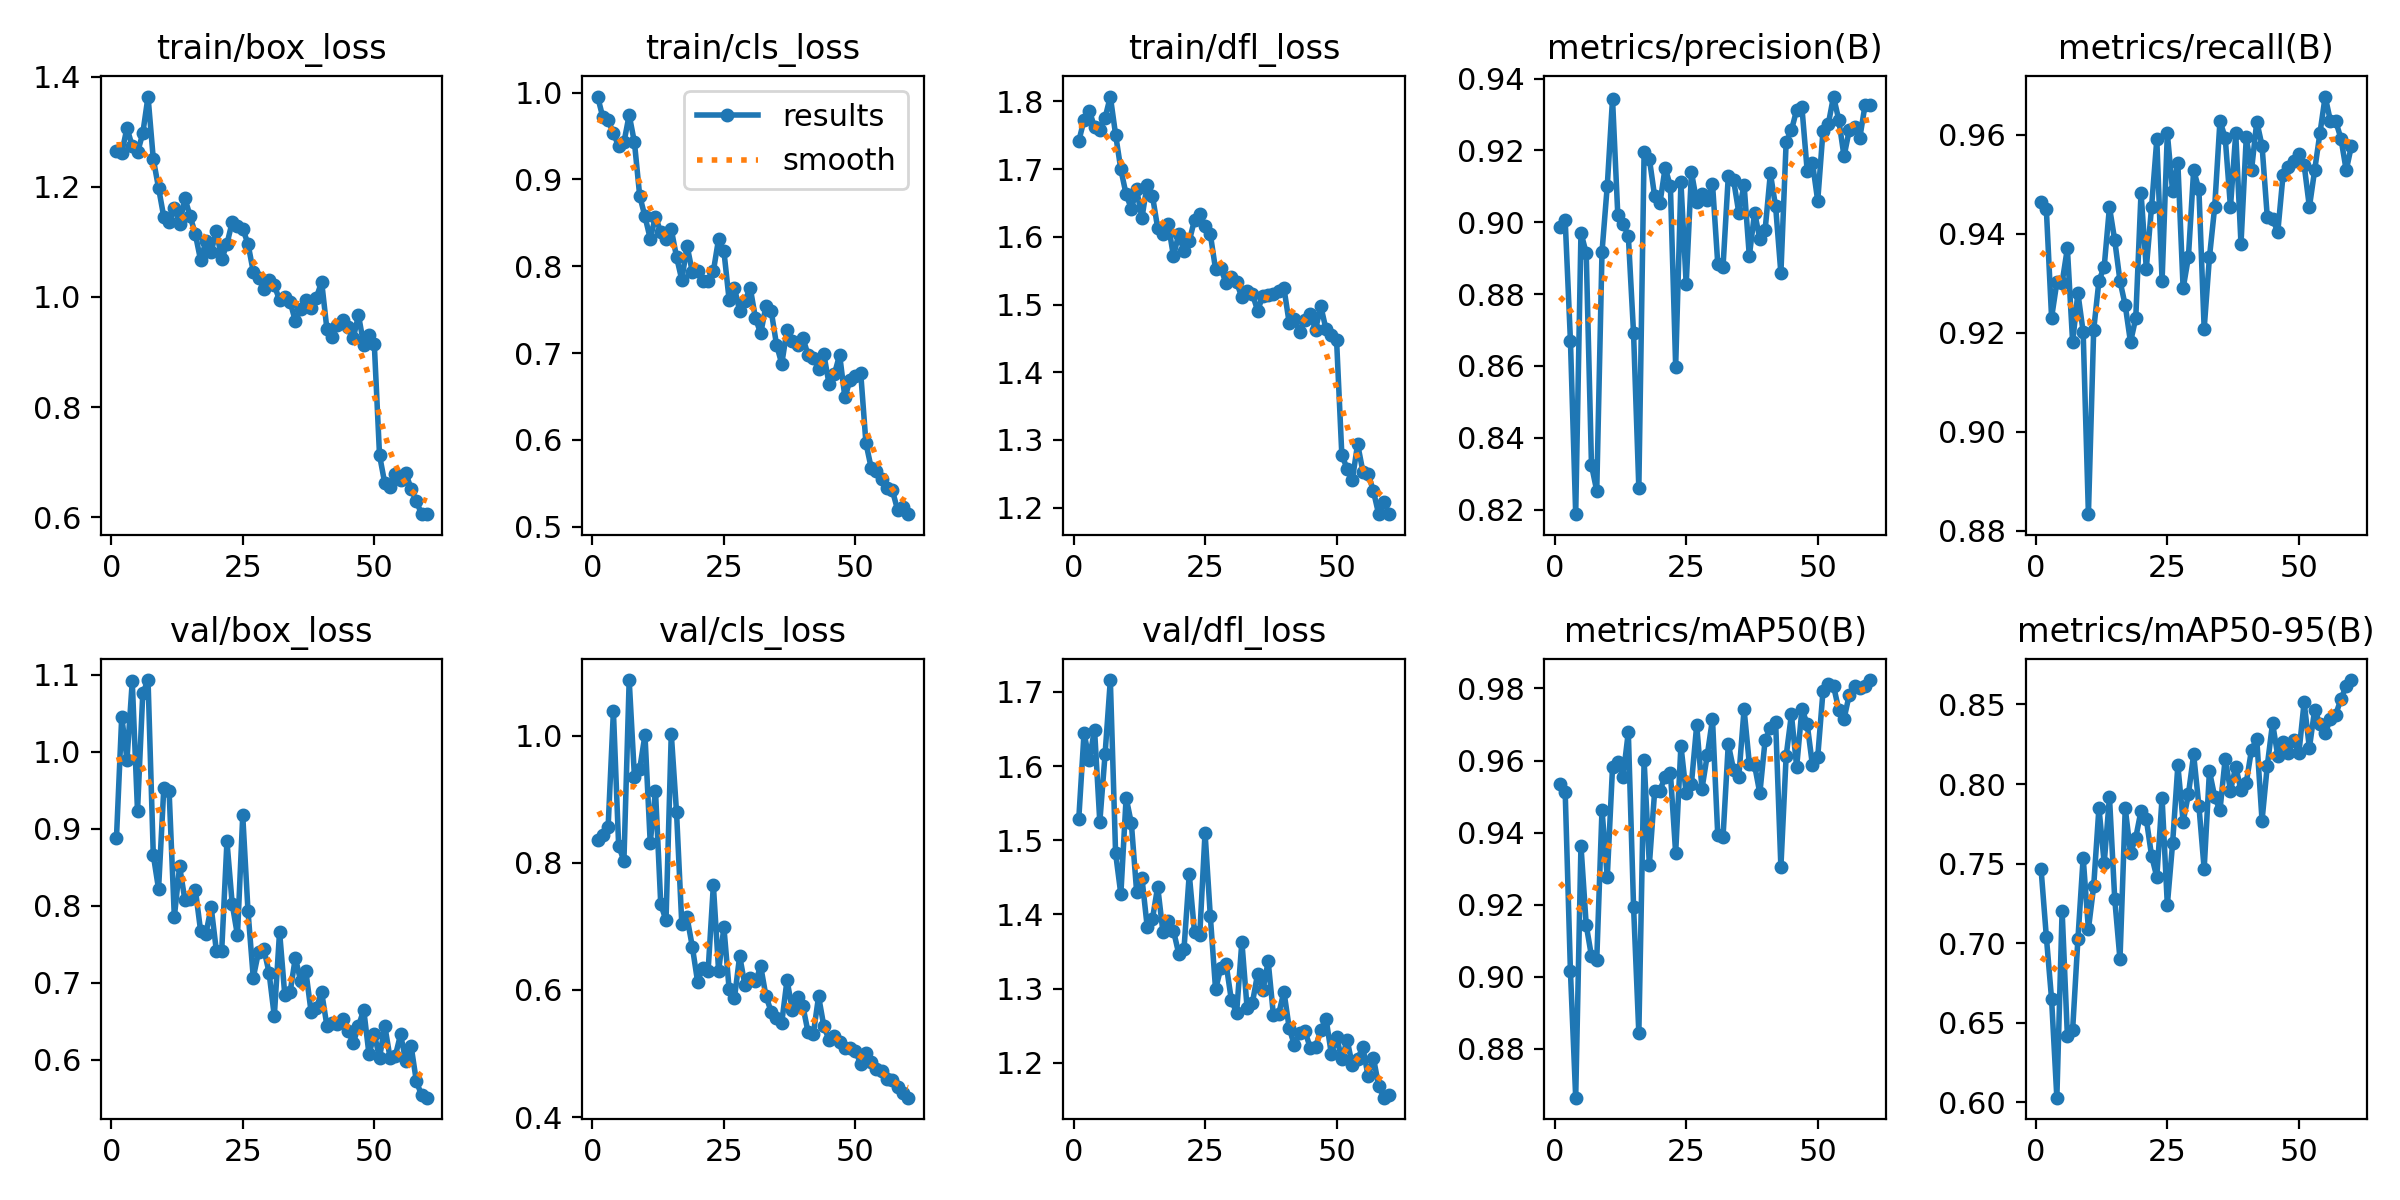 train/box_loss
1.4
1.2
1.0
0.8
0.6
0 25 50
train/cls_loss
results
smooth
1.0
0.9
0.8
0.7
0.6
0.5
0 25 50
train/dfl_loss
1.8
1.7
1.6
1.5
1.4
1.3
1.2
0 25 50
metrics/precision(B)
0.94
0.92
0.90
0.88
0.86
0.84
0.82
0 25 50
metrics/recall(B)
0.96
0.94
0.92
0.90
0.88
0 25 50
val/box_loss
1.1
1.0
0.9
0.8
0.7
0.6
0 25 50
val/cls_loss
1.0
0.8
0.6
0.4
0 25 50
val/dfl_loss
1.7
1.6
1.5
1.4
1.3
1.2
0 25 50
metrics/mAP50(B)
0.98
0.96
0.94
0.92
0.90
0.88
0 25 50
metrics/mAP50-95(B)
0.85
0.80
0.75
0.70
0.65
0.60
0 25 50